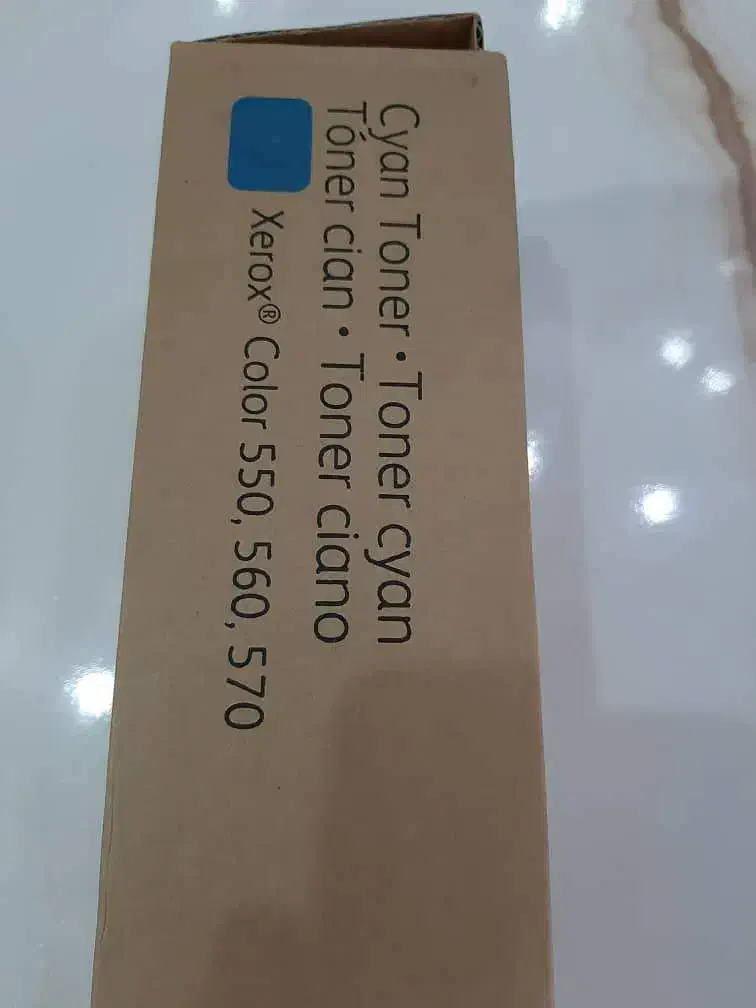 Cyan Toner • Toner cyan
Tóner cian • Toner ciano
Xerox® Color 550, 560, 570